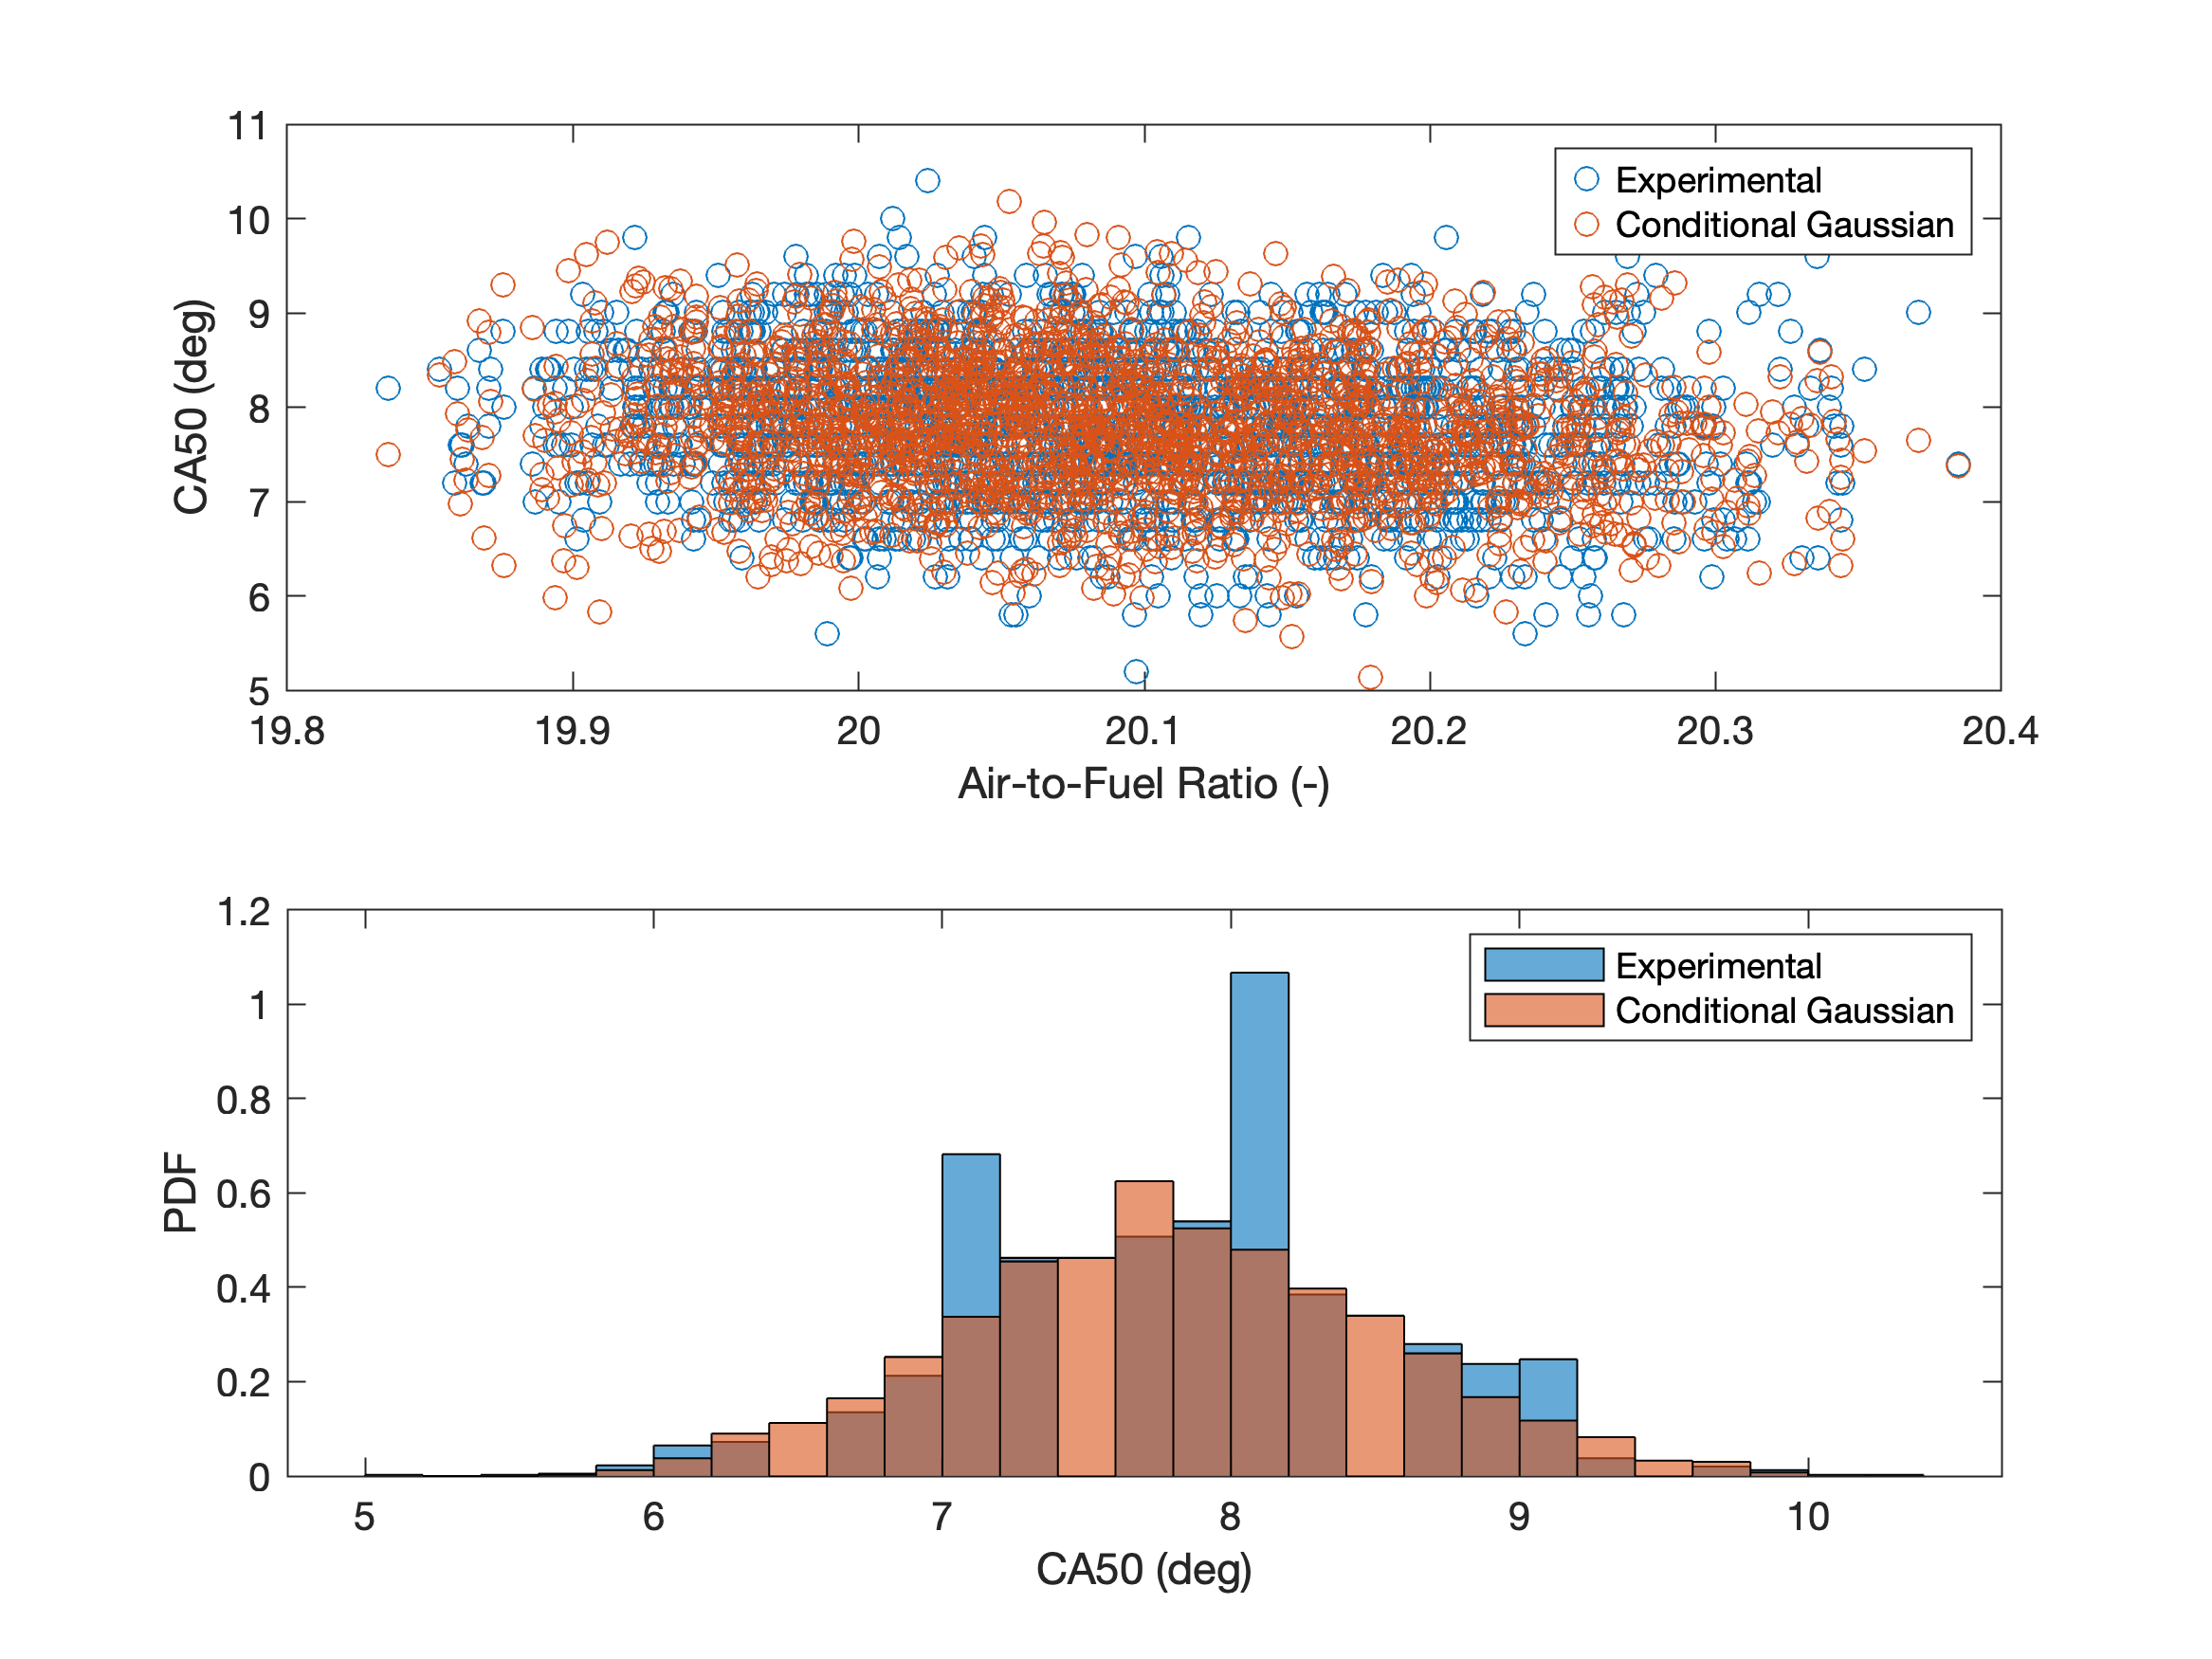 11
10
9
8
7
6
5
CA50 (deg)
Experimental
Conditional Gaussian
19.8 19.9 20 20.1 20.2 20.3 20.4
Air-to-Fuel Ratio (-)
1.2
1
0.8
0.6
0.4
0.2
0
PDF
Experimental
Conditional Gaussian
5 6 7 8 9 10
CA50 (deg)